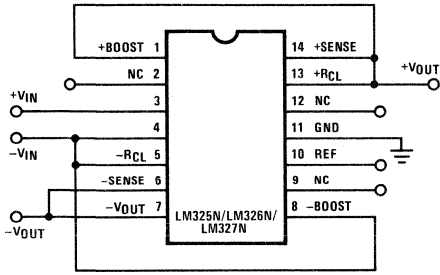 +BOOST 1
14 +SENSE
NC 2
13 +RCL
+VOUT
+VIN
3
12 NC
-VIN
4
11 GND
-RCL 5
10 REF
-SENSE 6
9 NC
-VOUT 7
8 -BOOST
-VOUT
LM325N/LM326N/
LM327N